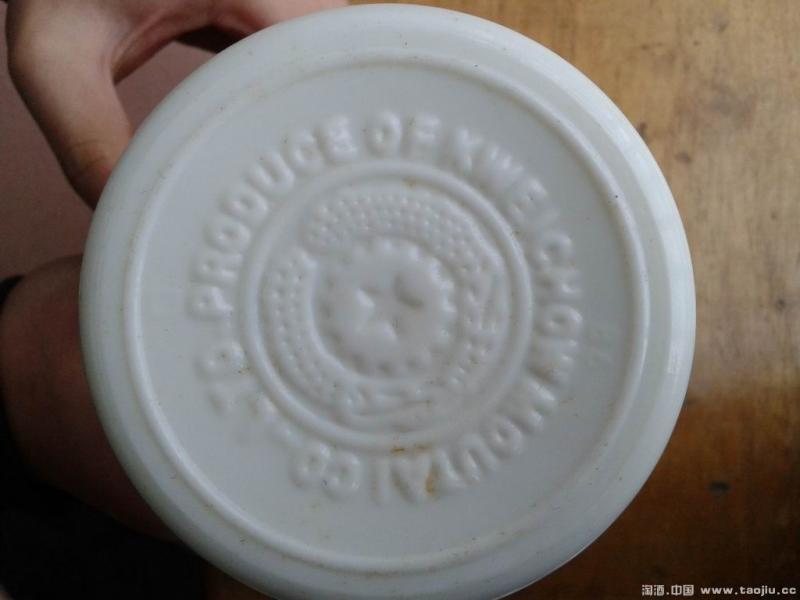 PRODUCE OF KWEICHOW MOUTAI CO. LTD.
淘酒.中国 www.taojiu.cc